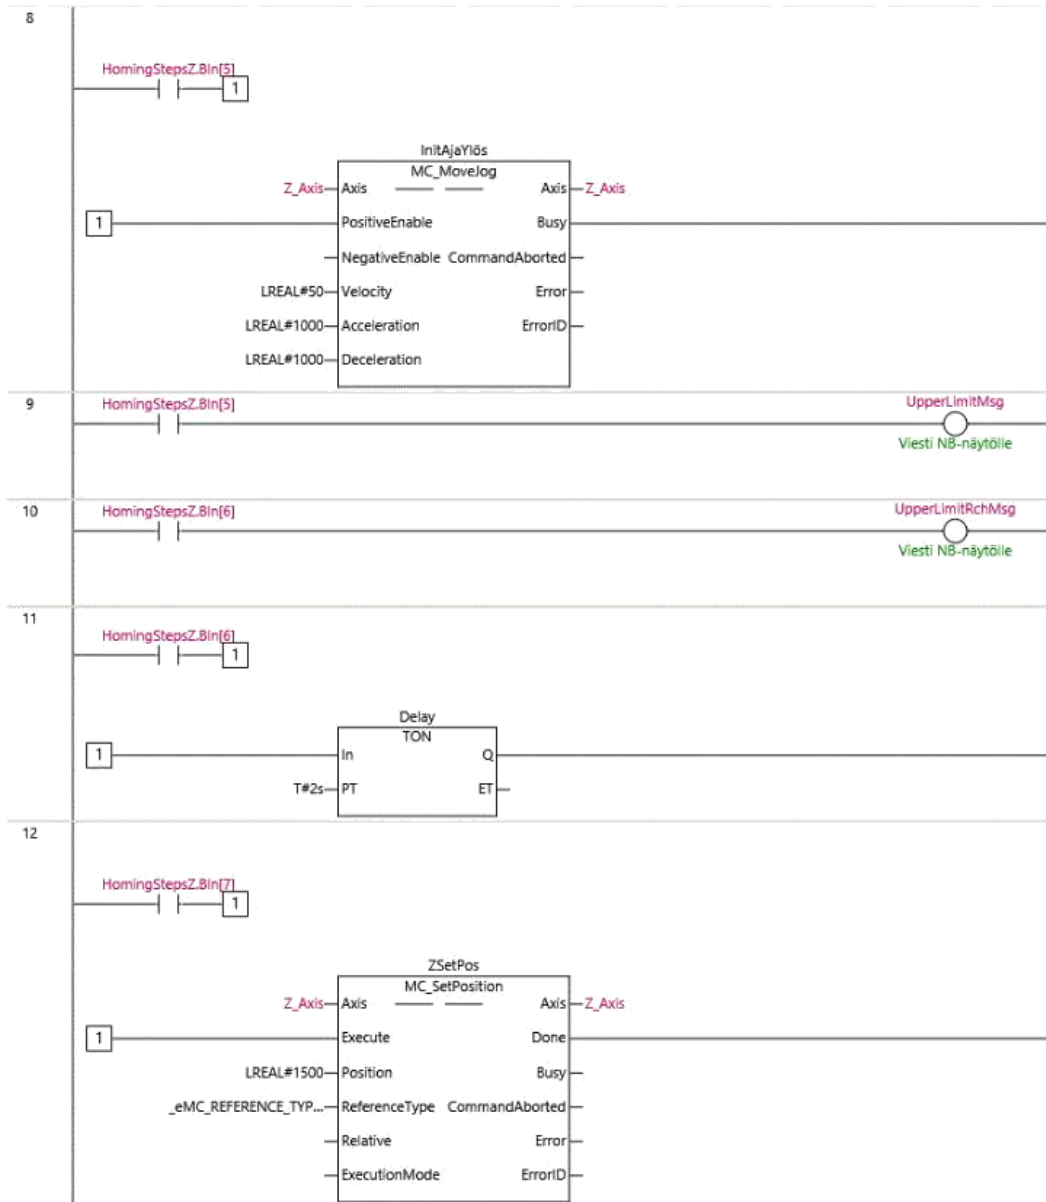 8
HomingStepsZ.BIn[5]
1
InitAjaYlös
MC_MoveJog
Z_Axis Axis Axis Z_Axis
1 PositiveEnable Busy
NegativeEnable CommandAborted
LREAL#50 Velocity Error
LREAL#1000 Acceleration ErrorID
LREAL#1000 Deceleration
9 HomingStepsZ.BIn[5] UpperLimitMsg
Viesti NB-näytölle
10 HomingStepsZ.BIn[6] UpperLimitRchMsg
Viesti NB-näytölle
11
HomingStepsZ.BIn[6]
1
Delay
TON
1 In Q
T#2s PT ET
12
HomingStepsZ.BIn[7]
1
ZSetPos
MC_SetPosition
Z_Axis Axis Axis Z_Axis
1 Execute Done
LREAL#1500 Position Busy
_eMC_REFERENCE_TYP... ReferenceType CommandAborted
Relative Error
ExecutionMode ErrorID